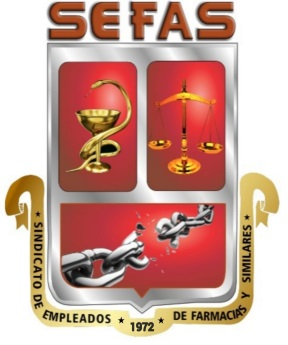 SEFAS
★ SINDICATO DE EMPLEADOS 1972 DE FARMACIAS Y SIMILARES ★